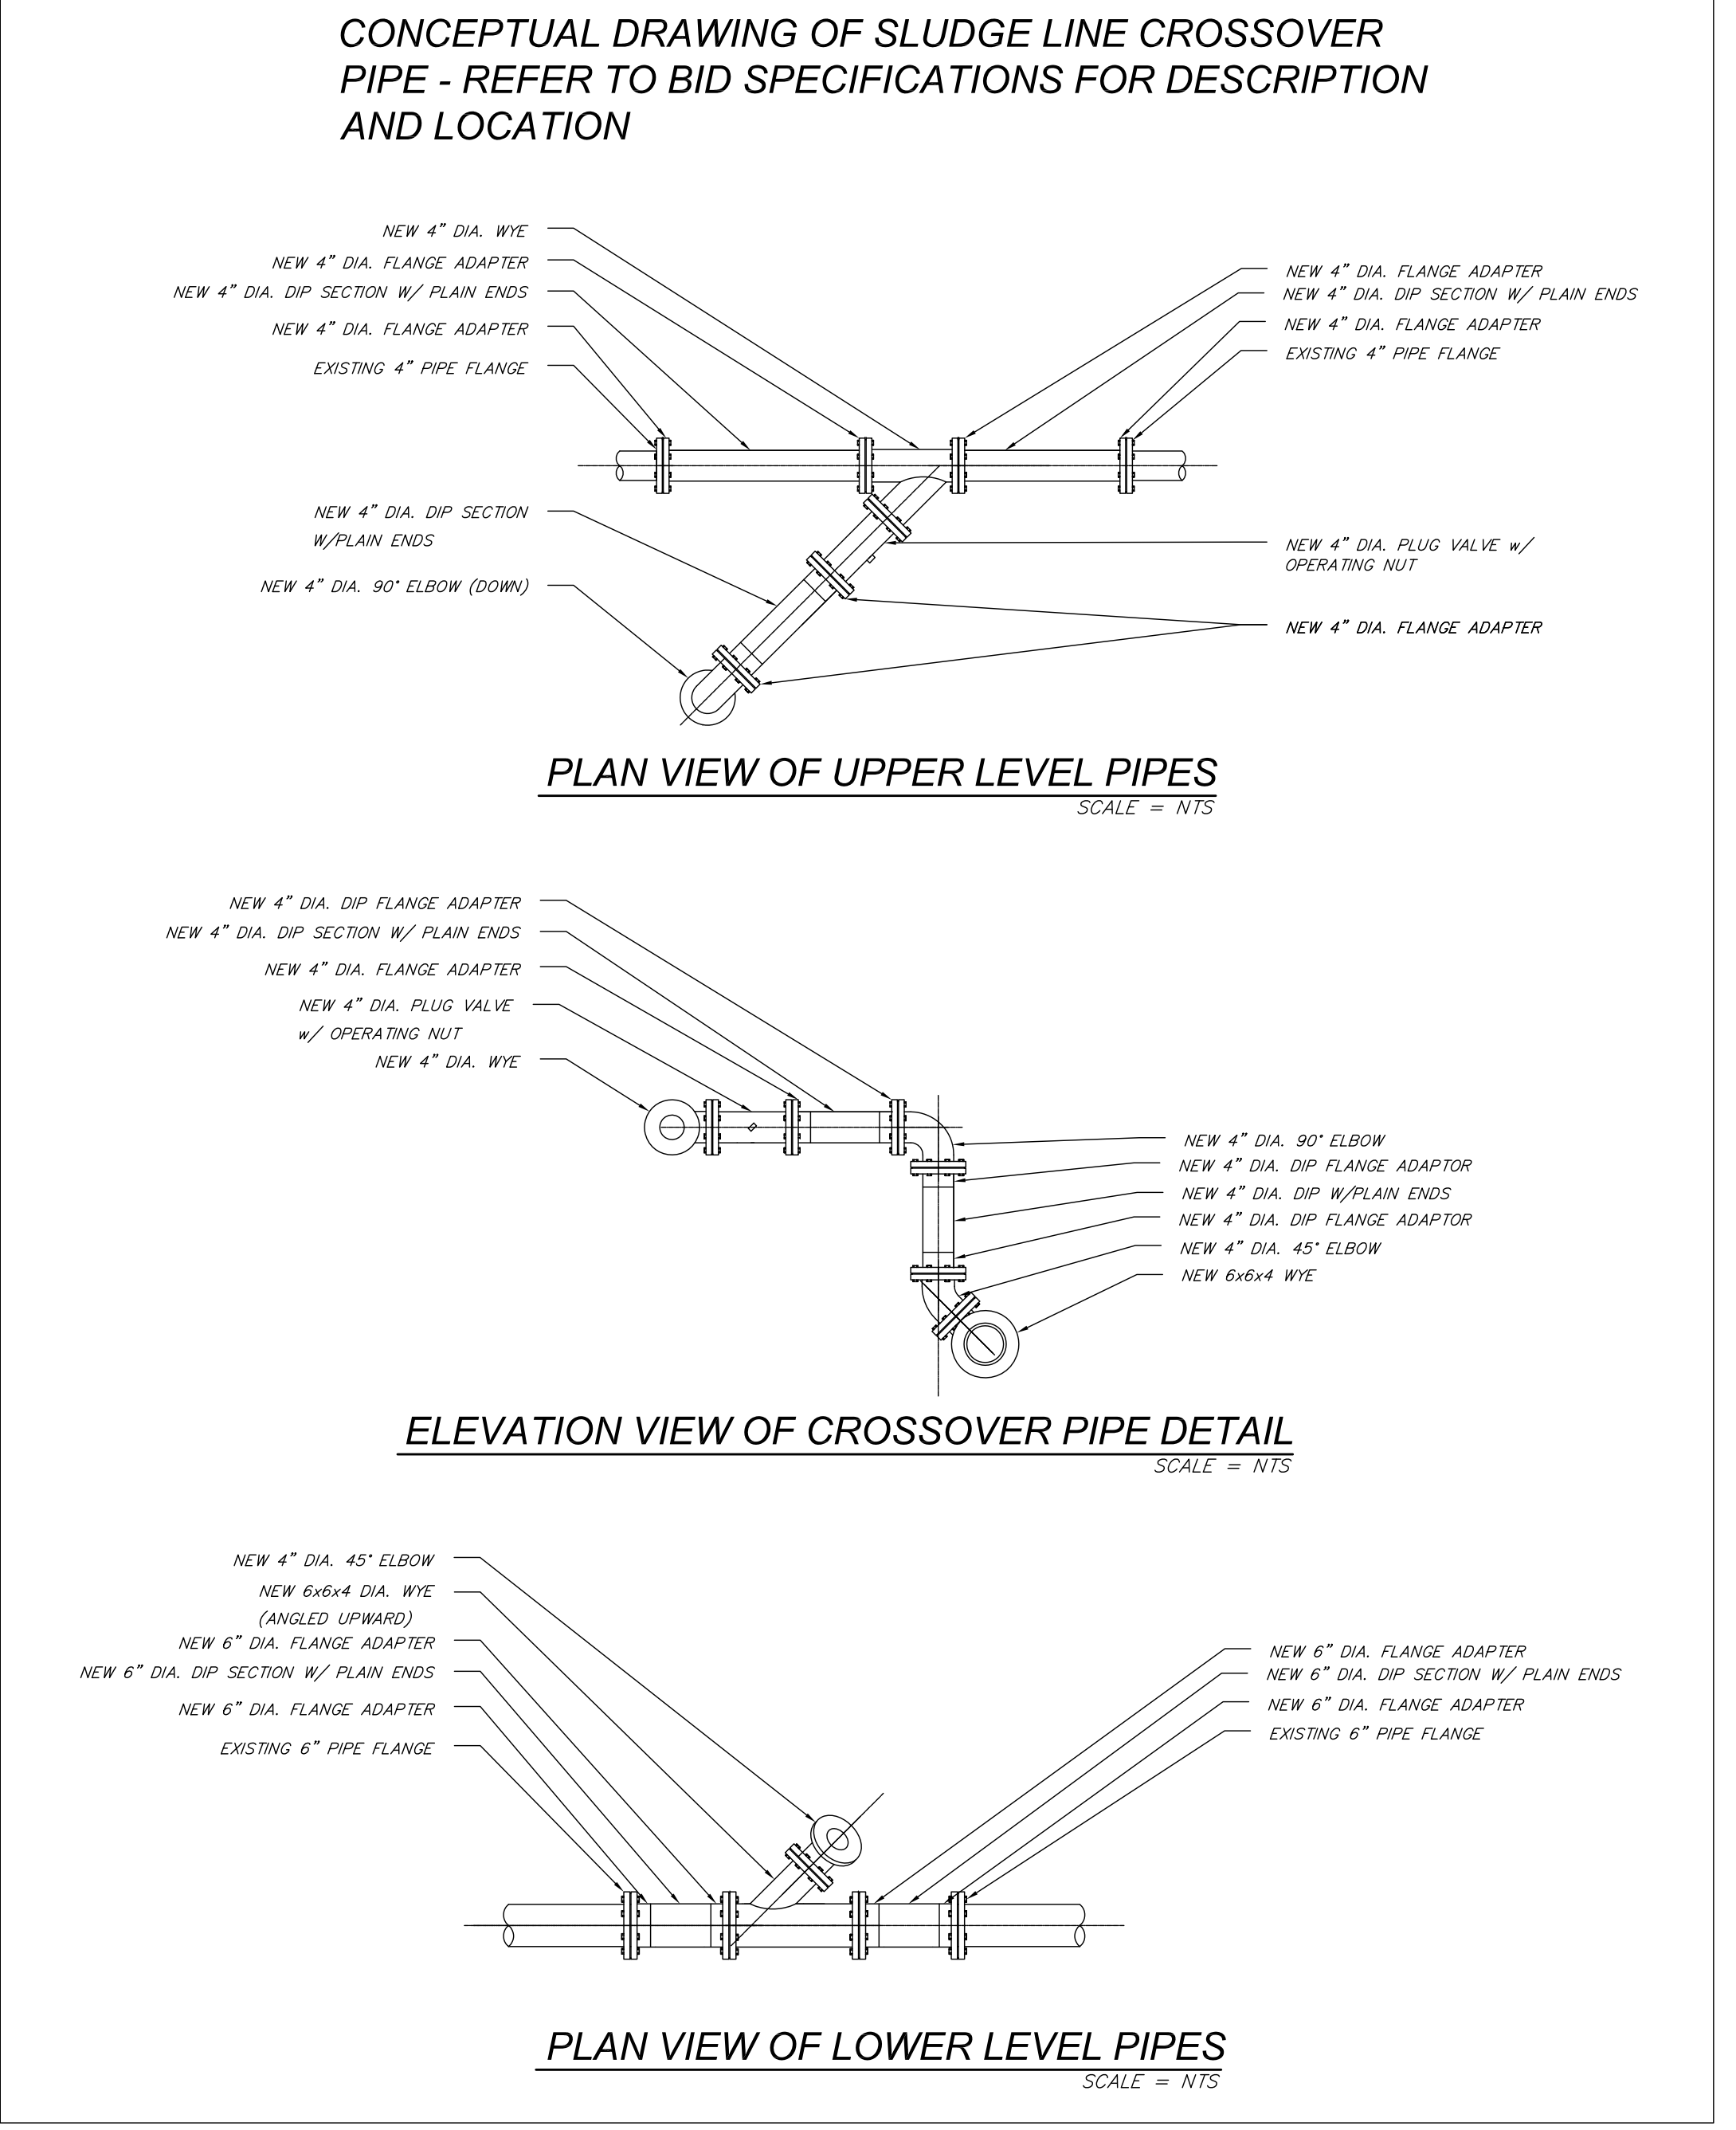 CONCEPTUAL DRAWING OF SLUDGE LINE CROSSOVER
PIPE - REFER TO BID SPECIFICATIONS FOR DESCRIPTION
AND LOCATION
NEW 4" DIA. WYE
NEW 4" DIA. FLANGE ADAPTER
NEW 4" DIA. DIP SECTION W/ PLAIN ENDS
NEW 4" DIA. FLANGE ADAPTER
EXISTING 4" PIPE FLANGE
NEW 4" DIA. FLANGE ADAPTER
NEW 4" DIA. DIP SECTION W/ PLAIN ENDS
NEW 4" DIA. FLANGE ADAPTER
EXISTING 4" PIPE FLANGE
NEW 4" DIA. DIP SECTION
W/PLAIN ENDS
NEW 4" DIA. 90° ELBOW (DOWN)
NEW 4" DIA. PLUG VALVE w/
OPERATING NUT
NEW 4" DIA. FLANGE ADAPTER
PLAN VIEW OF UPPER LEVEL PIPES
SCALE = NTS
NEW 4" DIA. DIP FLANGE ADAPTER
NEW 4" DIA. DIP SECTION W/ PLAIN ENDS
NEW 4" DIA. FLANGE ADAPTER
NEW 4" DIA. PLUG VALVE
w/ OPERATING NUT
NEW 4" DIA. WYE
NEW 4" DIA. 90° ELBOW
NEW 4" DIA. DIP FLANGE ADAPTOR
NEW 4" DIA. DIP W/PLAIN ENDS
NEW 4" DIA. DIP FLANGE ADAPTOR
NEW 4" DIA. 45° ELBOW
NEW 6x6x4 WYE
ELEVATION VIEW OF CROSSOVER PIPE DETAIL
SCALE = NTS
NEW 4" DIA. 45° ELBOW
NEW 6x6x4 DIA. WYE
(ANGLED UPWARD)
NEW 6" DIA. FLANGE ADAPTER
NEW 6" DIA. DIP SECTION W/ PLAIN ENDS
NEW 6" DIA. FLANGE ADAPTER
EXISTING 6" PIPE FLANGE
NEW 6" DIA. FLANGE ADAPTER
NEW 6" DIA. DIP SECTION W/ PLAIN ENDS
NEW 6" DIA. FLANGE ADAPTER
EXISTING 6" PIPE FLANGE
PLAN VIEW OF LOWER LEVEL PIPES
SCALE = NTS